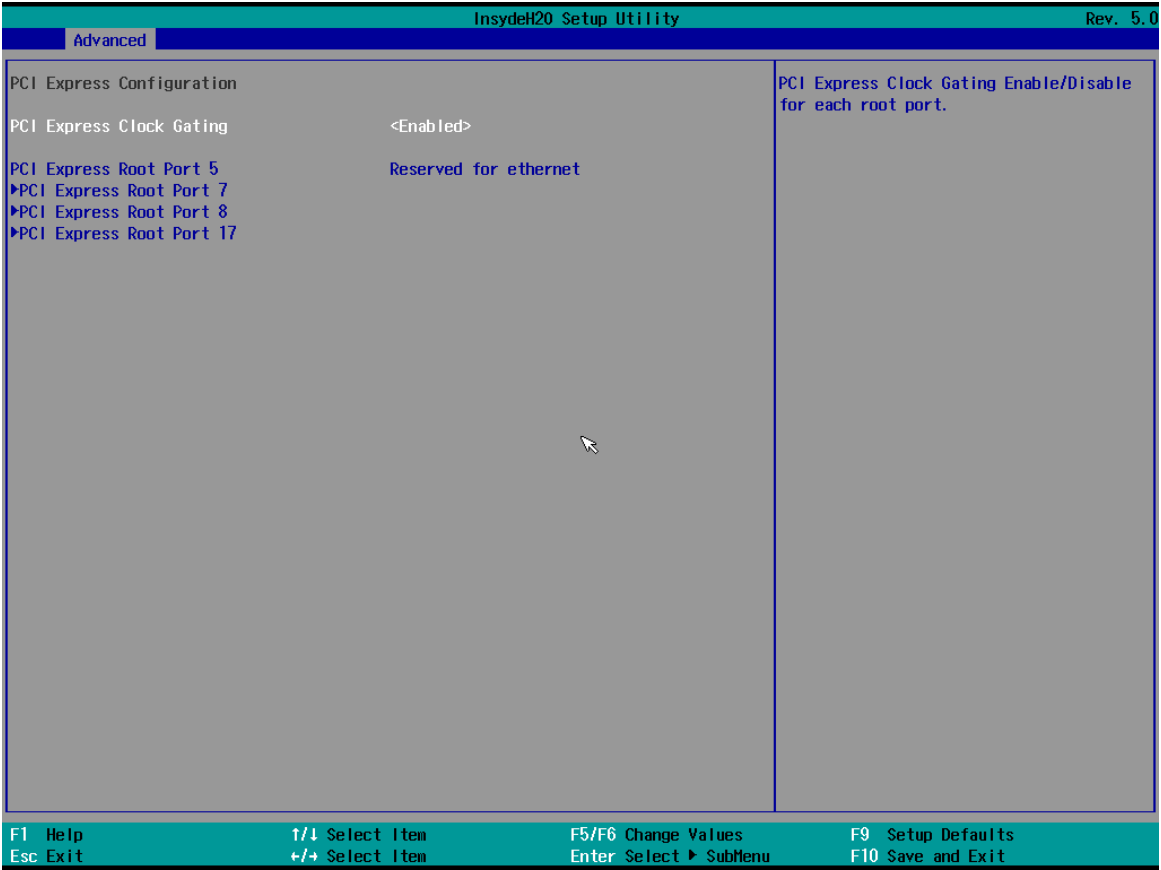 InsydeH20 Setup Utility Rev. 5.0
Advanced
PCI Express Configuration
PCI Express Clock Gating <Enabled>
PCI Express Root Port 5 Reserved for ethernet
▶PCI Express Root Port 7
▶PCI Express Root Port 8
▶PCI Express Root Port 17
PCI Express Clock Gating Enable/Disable
for each root port.
F1 Help ↑/↓ Select Item F5/F6 Change Values F9 Setup Defaults
Esc Exit ←/→ Select Item Enter Select ▶ SubMenu F10 Save and Exit